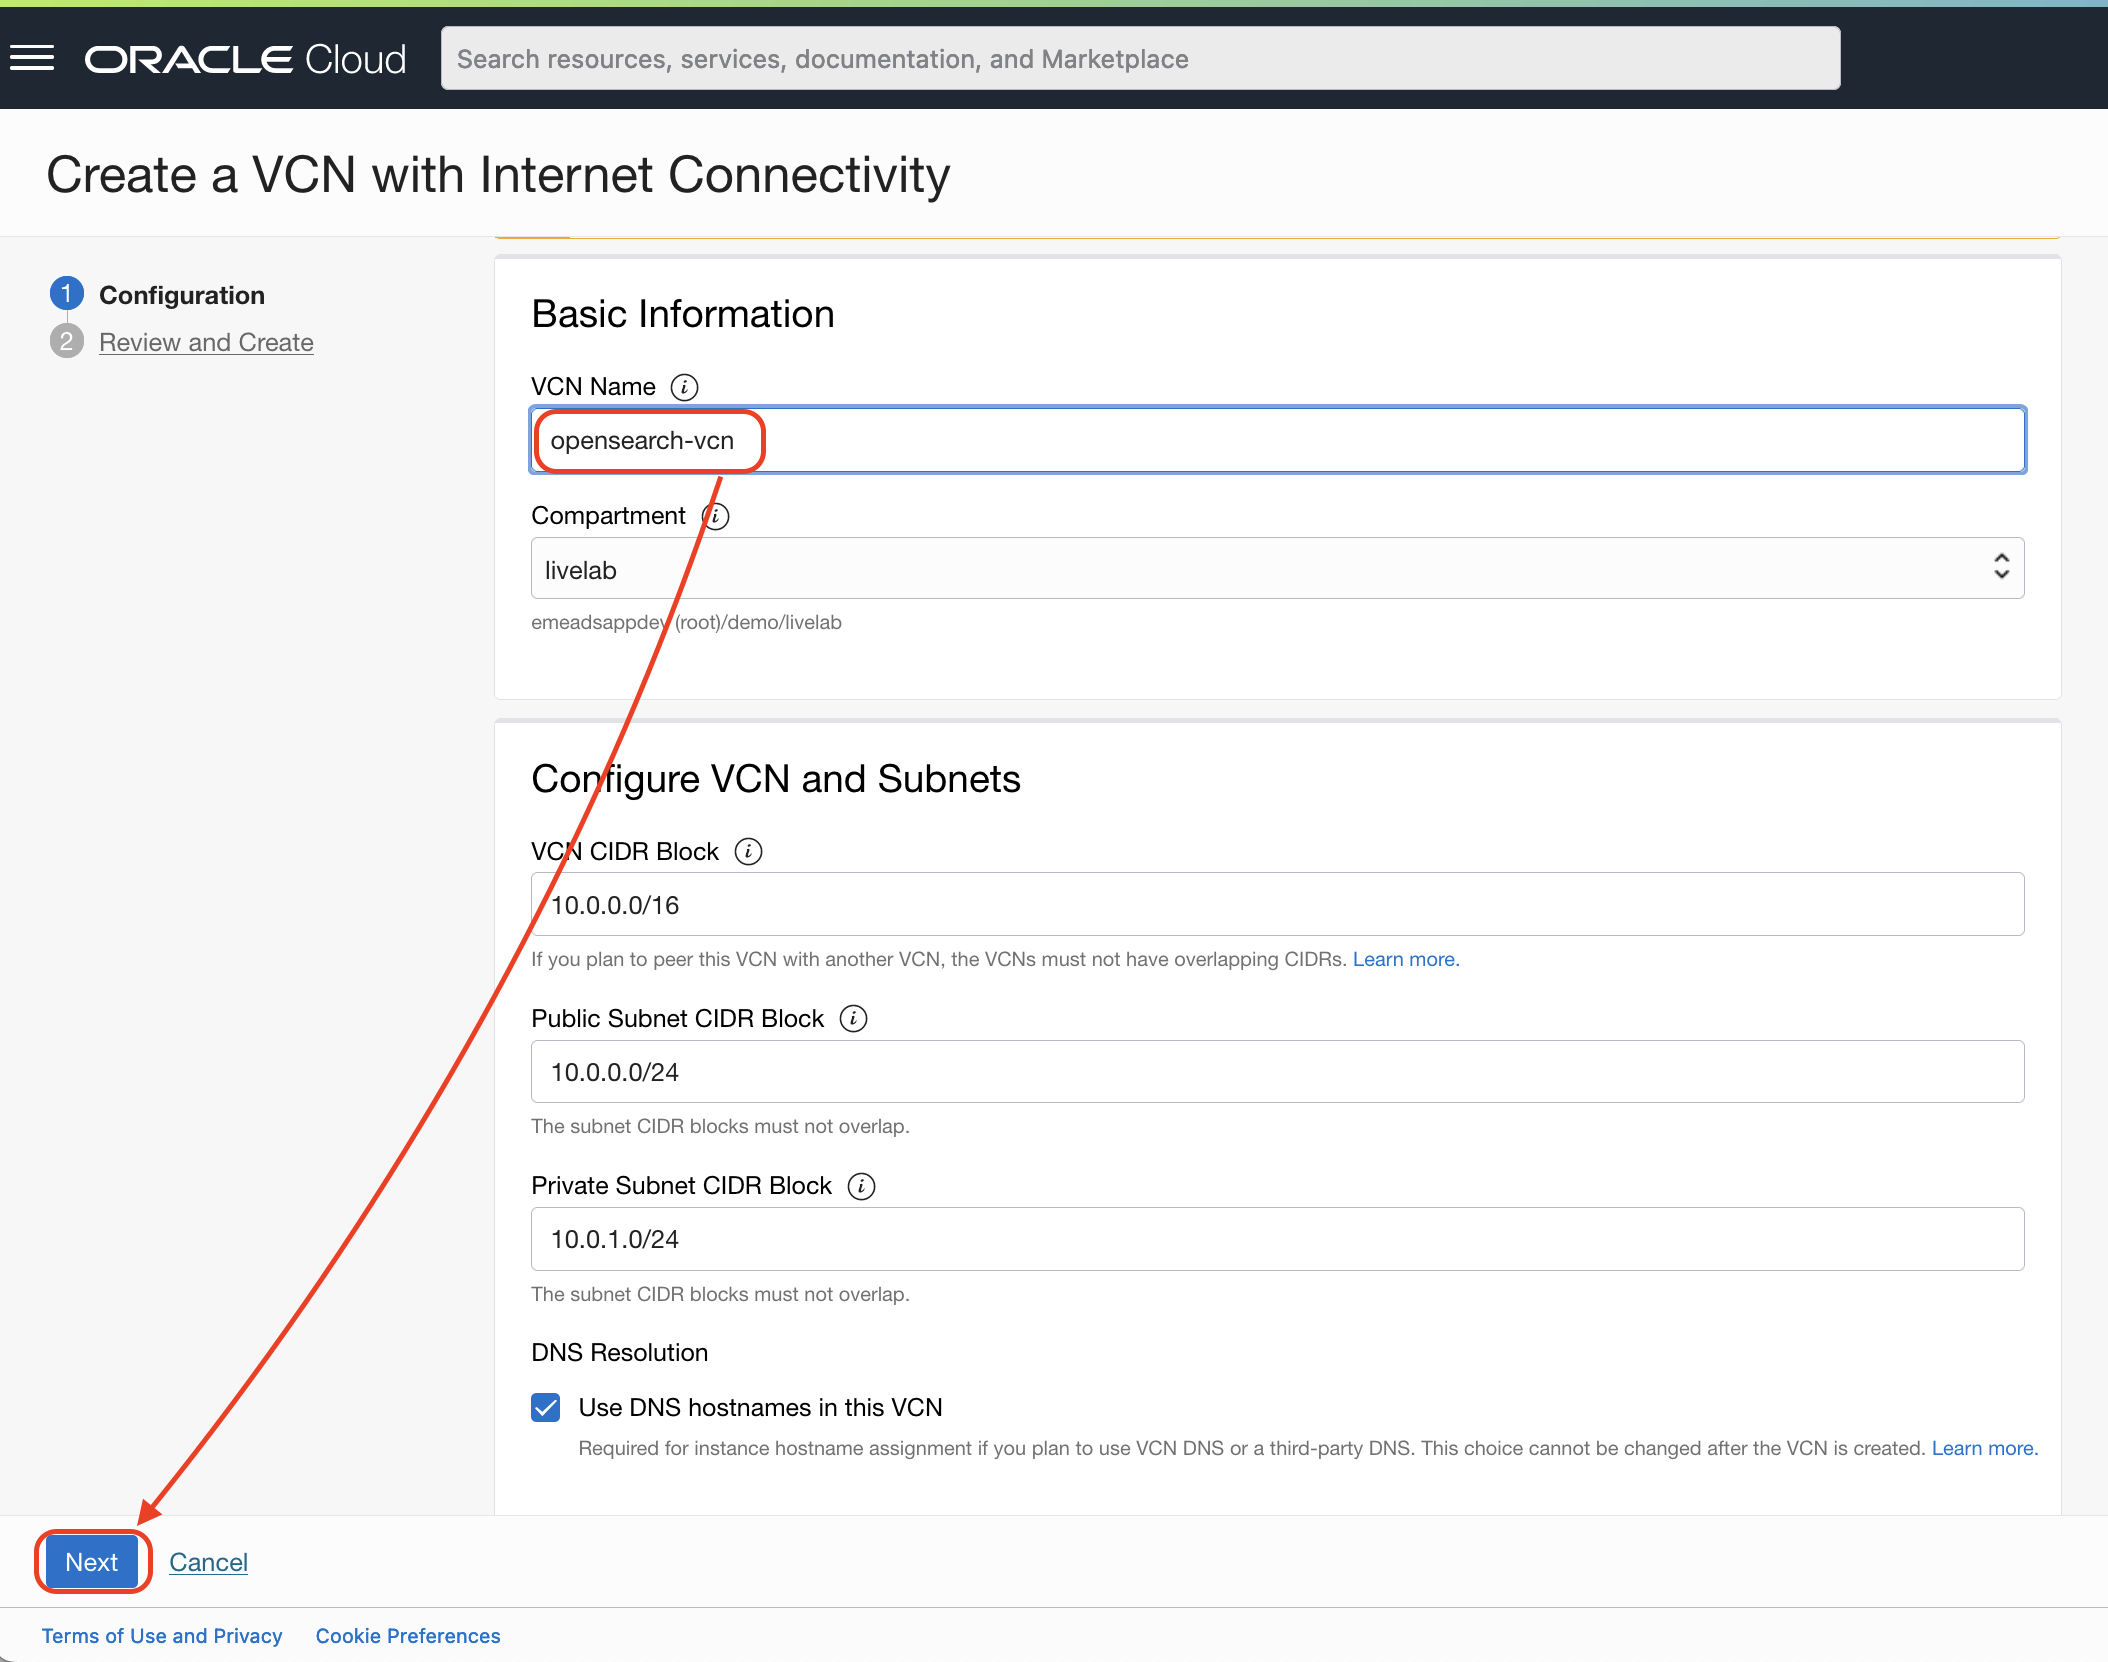 ORACLE Cloud
Search resources, services, documentation, and Marketplace
Create a VCN with Internet Connectivity
1 Configuration
2 Review and Create
Basic Information
VCN Name i
opensearch-vcn
Compartment i
livelab
emeadsappdev (root)/demo/livelab
Configure VCN and Subnets
VCN CIDR Block i
10.0.0.0/16
If you plan to peer this VCN with another VCN, the VCNs must not have overlapping CIDRs. Learn more.
Public Subnet CIDR Block i
10.0.0.0/24
The subnet CIDR blocks must not overlap.
Private Subnet CIDR Block i
10.0.1.0/24
The subnet CIDR blocks must not overlap.
DNS Resolution
Use DNS hostnames in this VCN
Required for instance hostname assignment if you plan to use VCN DNS or a third-party DNS. This choice cannot be changed after the VCN is created. Learn more.
Next Cancel
Terms of Use and Privacy Cookie Preferences